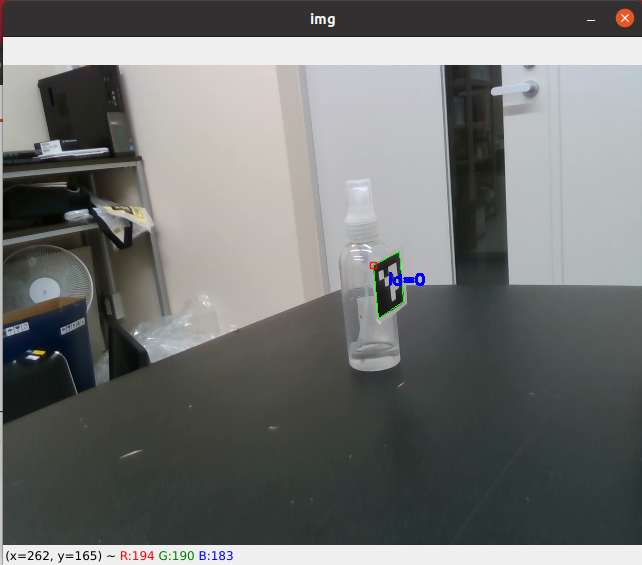 img
id=0
(x=262, y=165) ~ R:194 G:190 B:183